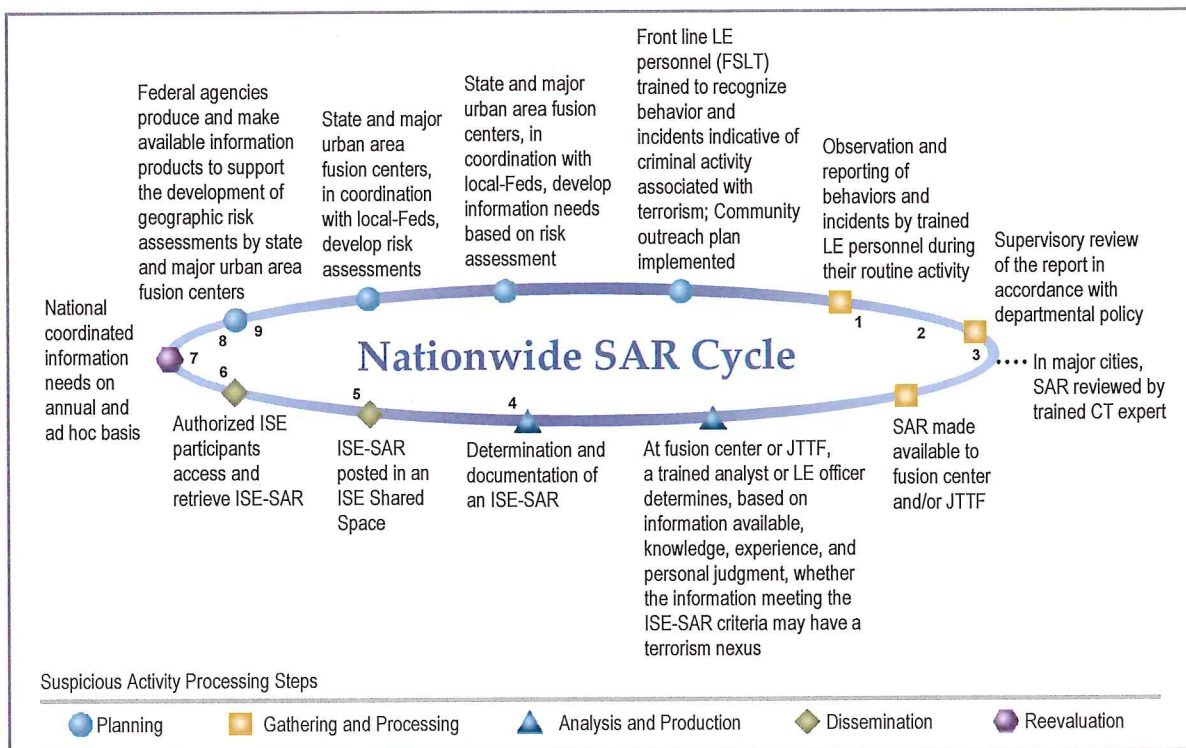 Federal agencies
produce and make
available information
products to support
the development of
geographic risk
assessments by state
and major urban area
fusion centers
State and major
urban area
fusion centers,
in coordination
with local-Feds,
develop risk
assessments
State and major
urban area fusion
centers, in
coordination with
local-Feds, develop
information needs
based on risk
assessment
Front line LE
personnel (FSLT)
trained to recognize
behavior and
incidents indicative of
criminal activity
associated with
terrorism; Community
outreach plan
implemented
Observation and
reporting of
behaviors and
incidents by trained
LE personnel during
their routine activity
Supervisory review
of the report in
accordance with
departmental policy
In major cities,
SAR reviewed by
trained CT expert
National
coordinated
information
needs on
annual and
ad hoc basis
8 9
7
6
5
4
1
2
3
Nationwide SAR Cycle
Authorized ISE
participants
access and
retrieve ISE-SAR
ISE-SAR
posted in an
ISE Shared
Space
Determination and
documentation of
an ISE-SAR
At fusion center or JTTF,
a trained analyst or LE officer
determines, based on
information available,
knowledge, experience, and
personal judgment, whether
the information meeting the
ISE-SAR criteria may have a
terrorism nexus
SAR made
available to
fusion center
and/or JTTF
Suspicious Activity Processing Steps
Planning Gathering and Processing Analysis and Production Dissemination Reevaluation